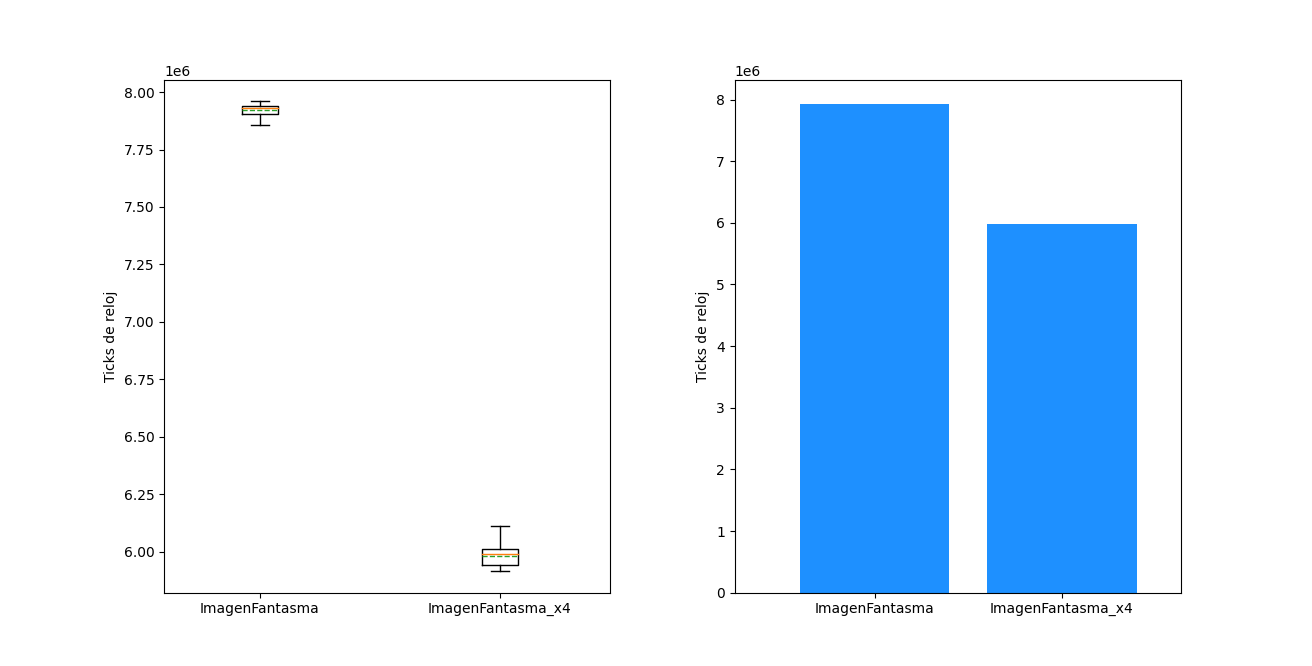 1e6
8.00
7.75
7.50
7.25
7.00
6.75
6.50
6.25
6.00
Ticks de reloj
ImagenFantasma
ImagenFantasma_x4
1e6
8
7
6
5
4
3
2
1
0
Ticks de reloj
ImagenFantasma
ImagenFantasma_x4